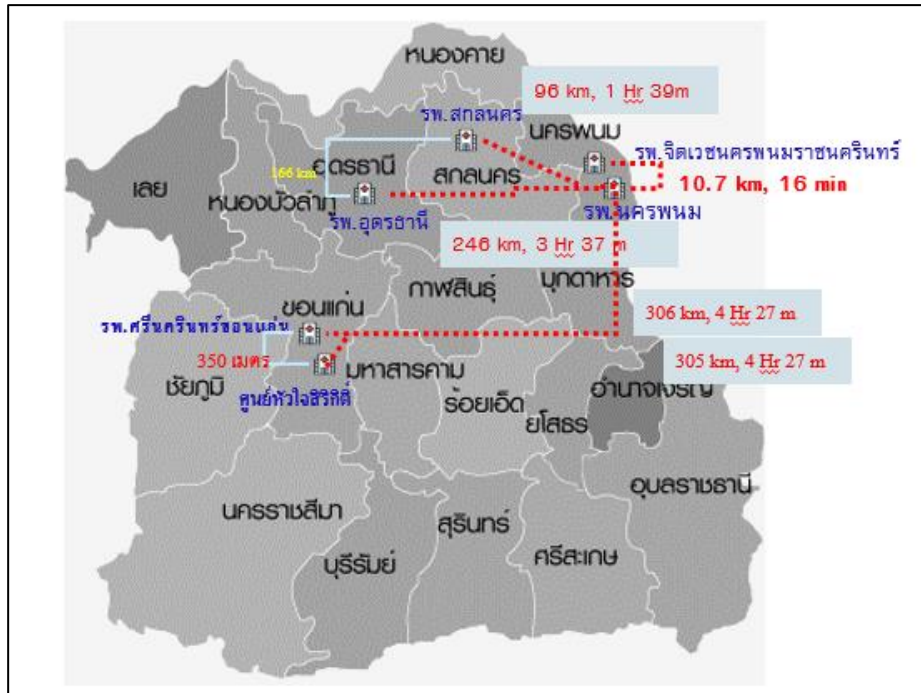 หนองคาย
96 km, 1 Hr 39m
รพ.สกลนคร
นครพนม
รพ.จิตเวชนครพนมราชนครินทร์
อุดรธานี
166 km
สกลนคร
เลย
10.7 km, 16 min
หนองบัวลำภู
รพ.นครพนม
รพ.อุดรธานี
246 km, 3 Hr 37 m
มุกดาหาร
กาฬสินธุ์
ขอนแก่น
306 km, 4 Hr 27 m
รพ.ศรีนครินทร์ขอนแก่น
350 เมตร
305 km, 4 Hr 27 m
มหาสารคาม
ชัยภูมิ
อำนาจเจริญ
ศูนย์หัวใจสิริกิติ์
ร้อยเอ็ด
ยโสธร
อุบลราชธานี
นครราชสีมา
สุรินทร์
ศรีสะเกษ
บุรีรัมย์